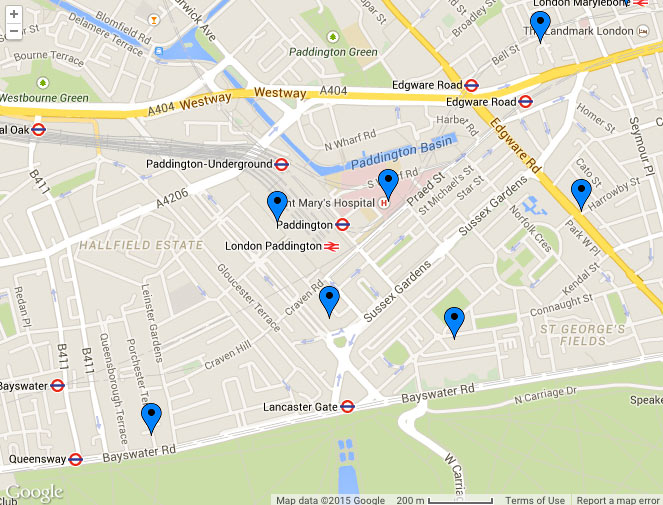 London Marylebone
Blomfield Rd
Delamere Terrace
rwick Ave
Broadley St
The Landmark London
Bell St
Bourne Terrace
Paddington Green
Westbourne Green
A404
Westway
Westway
A404
Edgware Road
Edgware Road
Homer St
Seymour Pl
al Oak
N Wharf Rd
Harbe Rd
Paddington Basin
Edgware Rd
B411
Paddington-Underground
S Wharf Rd
Praed St
St Michael's St
Star St
Cato St
Harrowby St
A4206
nt Mary's Hospital
H
Sussex Gardens
Norfolk Cres
Park W Pl
Paddington
London Paddington
HALLFIELD ESTATE
Gloucester Terrace
Craven Rd
Sussex Gardens
Kendal St
Connaught St
Redan Pl
Leinster Gardens
Craven Hill
ST GEORGE'S
FIELDS
B411
B411
Queensborough Terrace
Porchester Terr
Bayswater
Bayswater Rd
N Carriage Dr
Speake
Lancaster Gate
Queensway
Bayswater Rd
W Carria
Google
Club
Map data ©2015 Google
200 m
Terms of Use
Report a map error